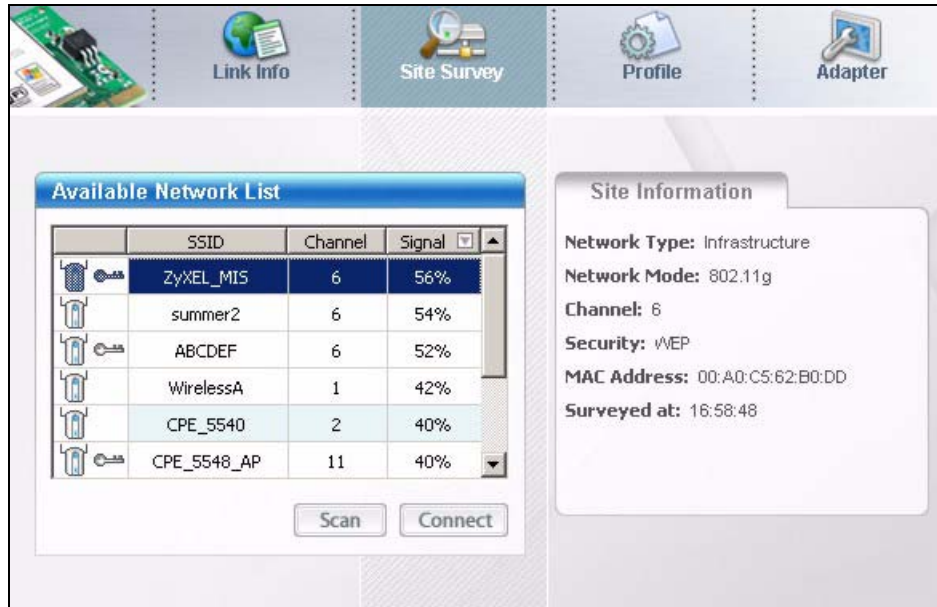 Link Info Site Survey Profile Adapter
Available Network List
SSID Channel Signal
ZyXEL_MIS 6 56%
summer2 6 54%
ABCDEF 6 52%
WirelessA 1 42%
CPE_5540 2 40%
CPE_5548_AP 11 40%
Scan Connect
Site Information
Network Type: Infrastructure
Network Mode: 802.11g
Channel: 6
Security: WEP
MAC Address: 00:A0:C5:62:B0:DD
Surveyed at: 16:58:48